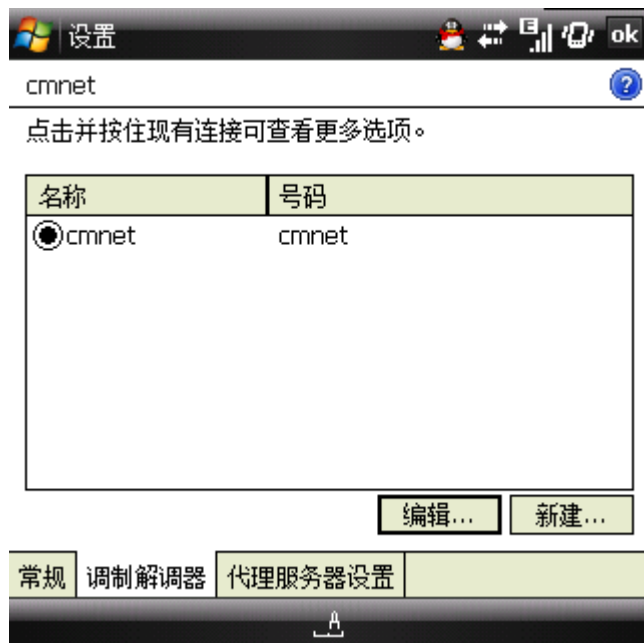 设置 E ok
cmnet ?
点击并按住现有连接可查看更多选项。
名称 号码
cmnet cmnet
编辑... 新建...
常规 调制解调器 代理服务器设置
A